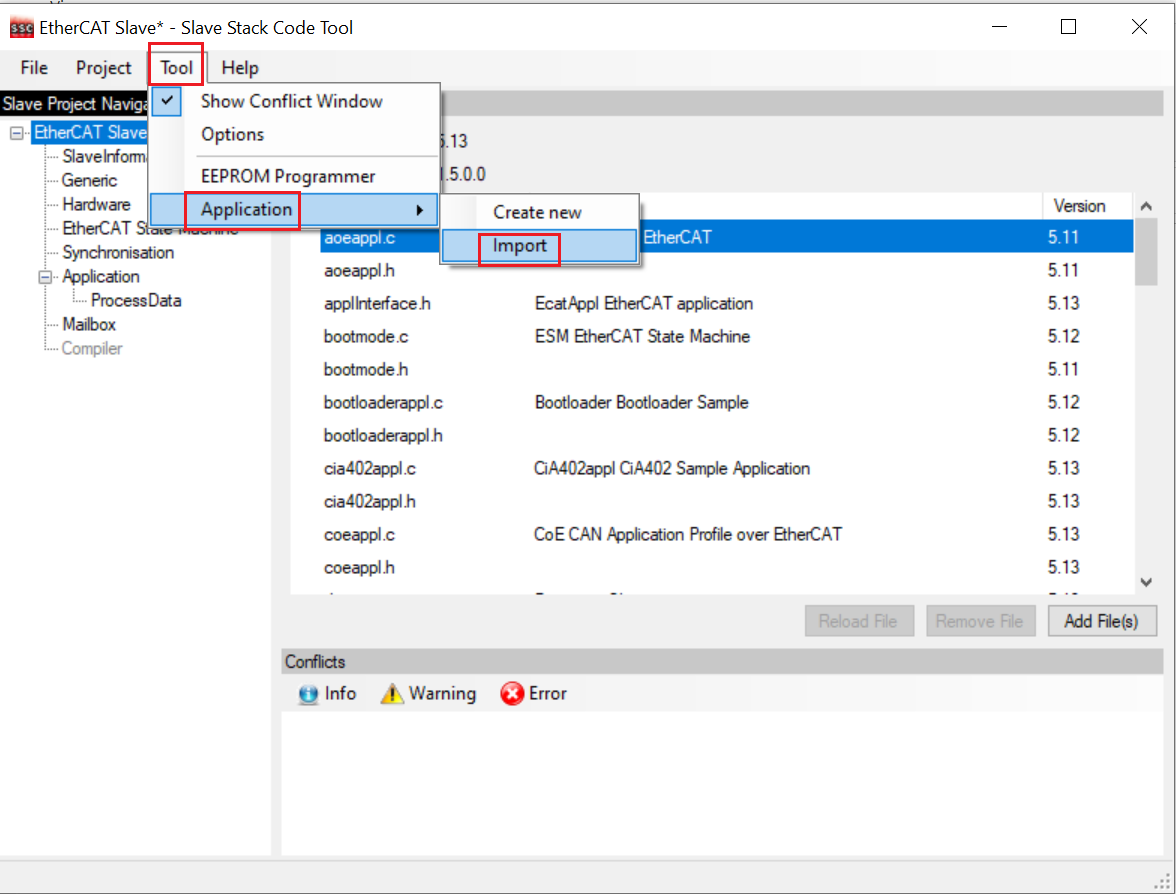 SSC EtherCAT Slave* - Slave Stack Code Tool
File Project Tool Help
Slave Project Naviga
Show Conflict Window
Options
EEPROM Programmer
Application
Create new
Import
EtherCAT Slave
SlaveInform
Generic
Hardware
EtherCAT State Machine
Synchronisation
Application
ProcessData
Mailbox
Compiler
5.13
1.5.0.0
Version
aoeappl.c EtherCAT 5.11
aoeappl.h 5.11
applInterface.h EcatAppl EtherCAT application 5.13
bootmode.c ESM EtherCAT State Machine 5.12
bootmode.h 5.11
bootloaderappl.c Bootloader Bootloader Sample 5.12
bootloaderappl.h 5.12
cia402appl.c CiA402appl CiA402 Sample Application 5.13
cia402appl.h 5.13
coeappl.c CoE CAN Application Profile over EtherCAT 5.13
coeappl.h 5.13
Reload File Remove File Add File(s)
Conflicts
Info Warning Error